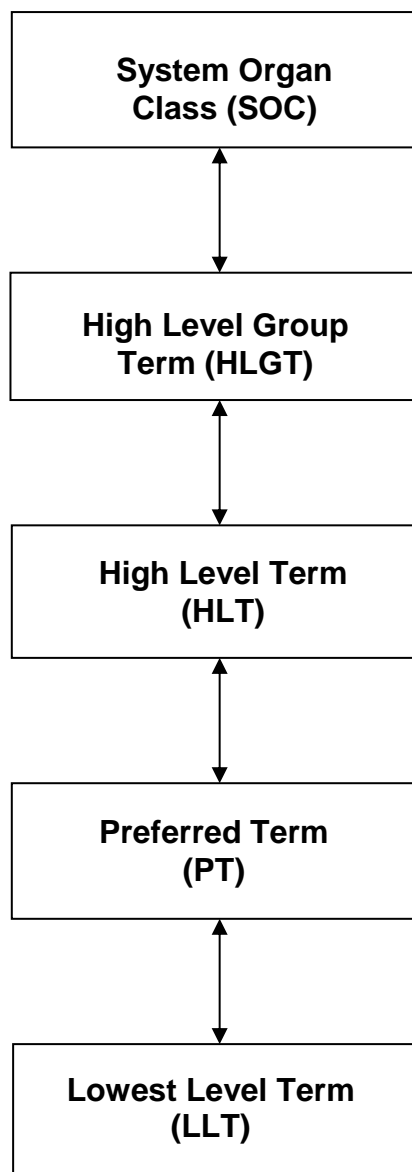 System Organ
Class (SOC)
High Level Group
Term (HLGT)
High Level Term
(HLT)
Preferred Term
(PT)
Lowest Level Term
(LLT)